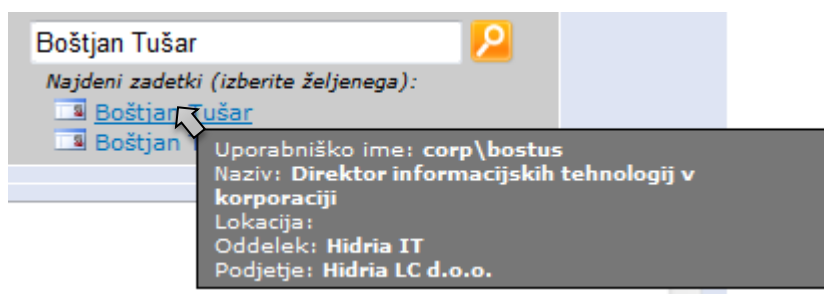 Boštjan Tušar
Najdeni zadetki (izberite željenega):
Boštjan Tušar
Boštjan
Uporabniško ime: corp\bostus
Naziv: Direktor informacijskih tehnologij v
korporaciji
Lokacija:
Oddelek: Hidria IT
Podjetje: Hidria LC d.o.o.